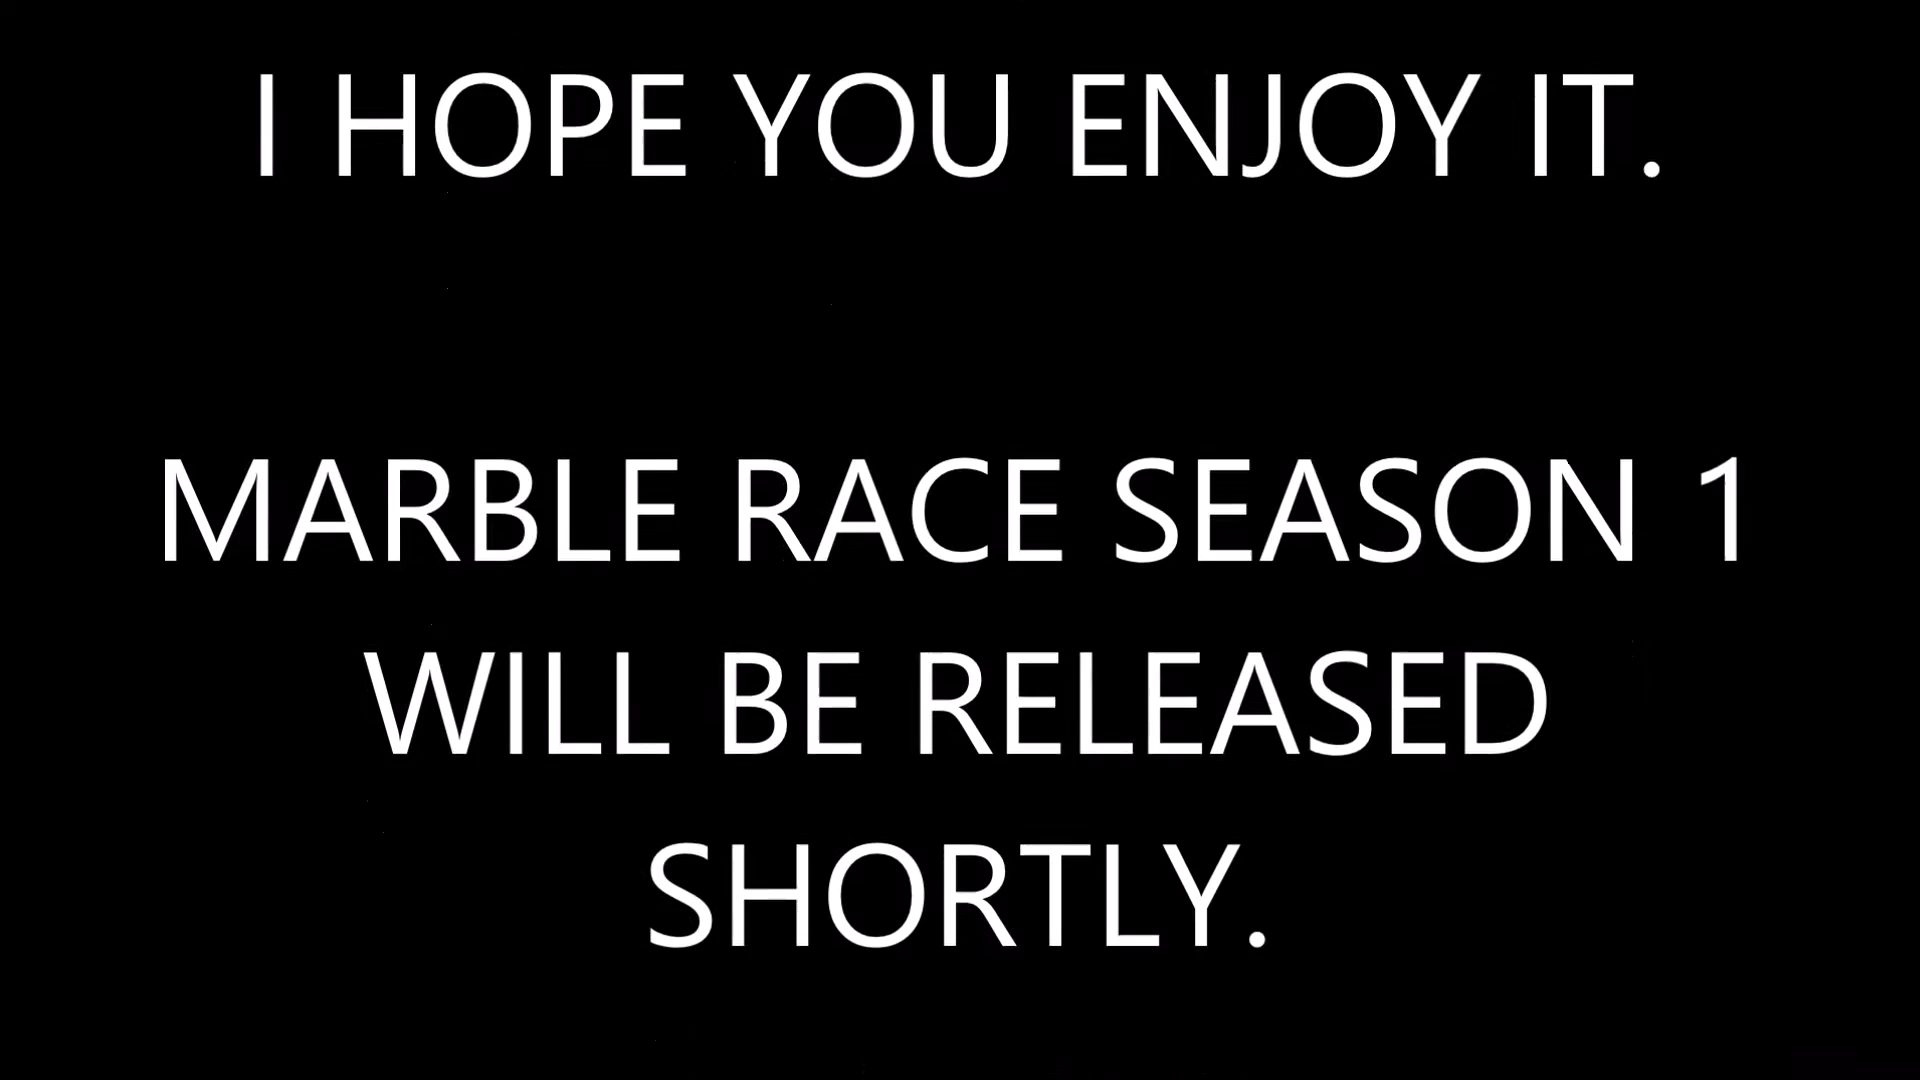 I HOPE YOU ENJOY IT.
MARBLE RACE SEASON 1
WILL BE RELEASED
SHORTLY.